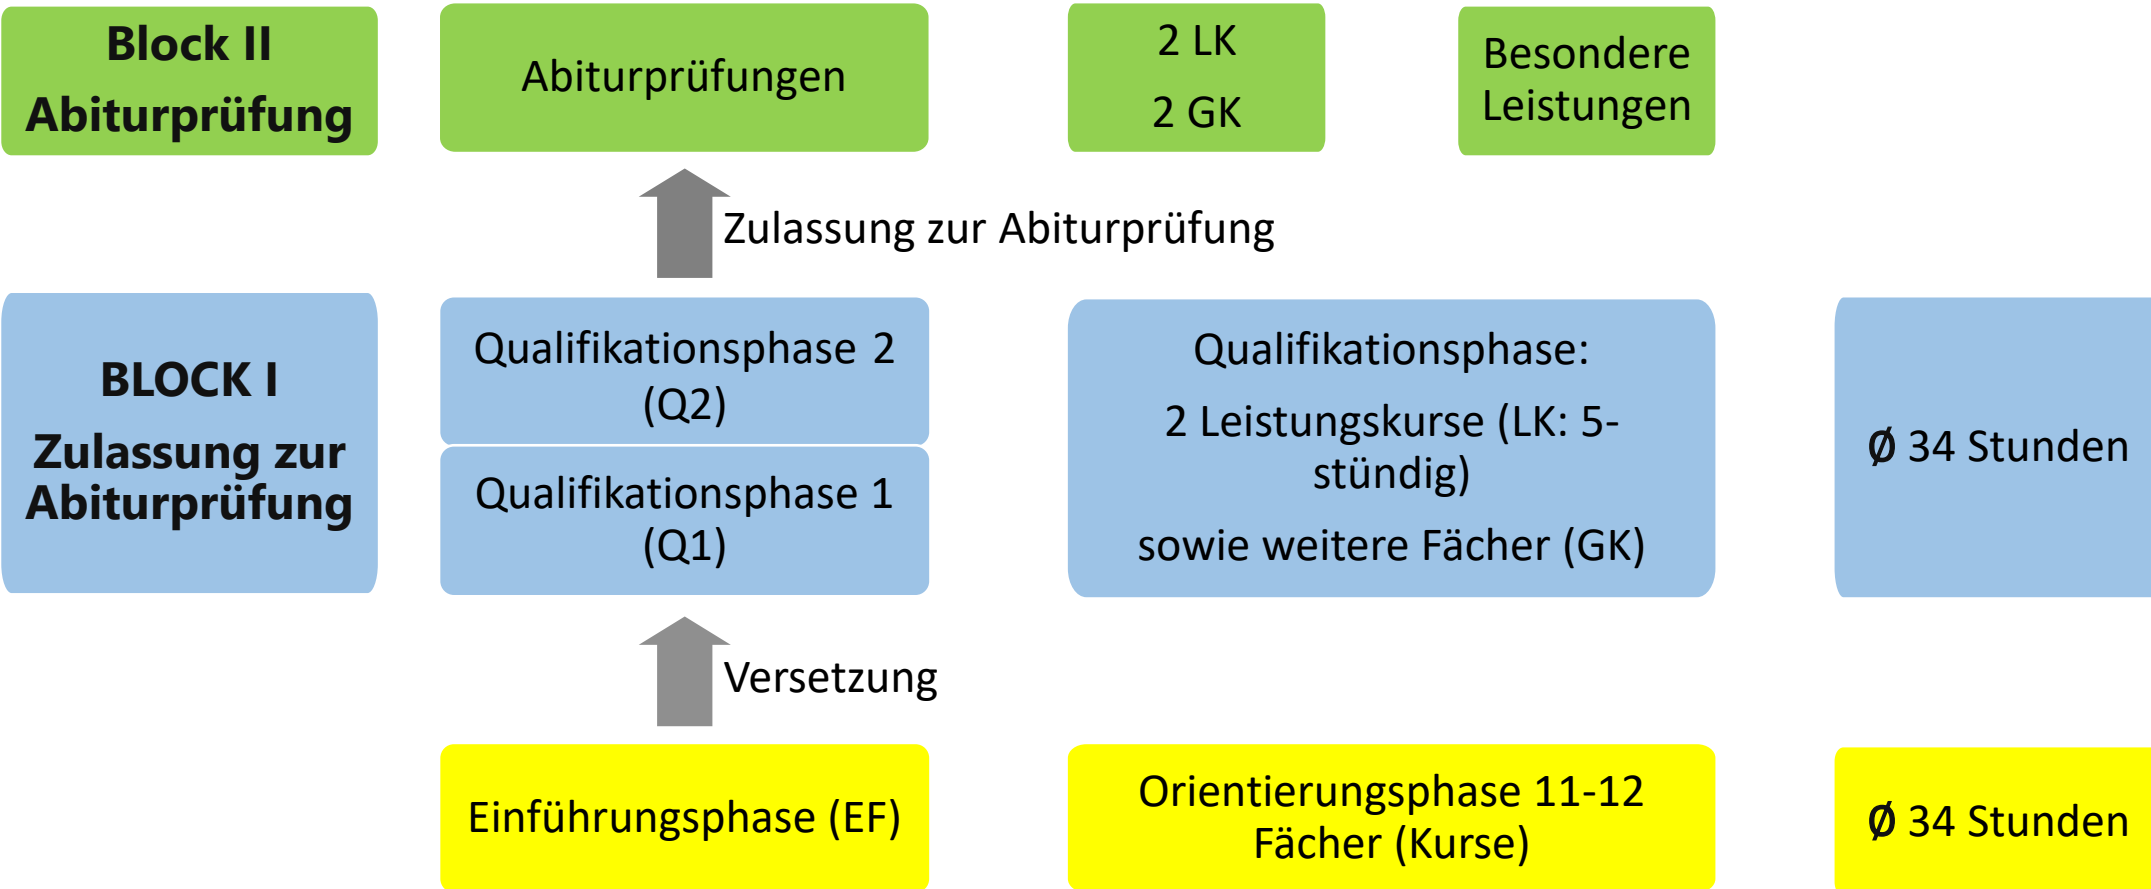 Block II
Abiturprüfung
Abiturprüfungen
2 LK
2 GK
Besondere
Leistungen
Zulassung zur Abiturprüfung
BLOCK I
Zulassung zur
Abiturprüfung
Qualifikationsphase 2
(Q2)
Qualifikationsphase 1
(Q1)
Qualifikationsphase:
2 Leistungskurse (LK: 5-
stündig)
sowie weitere Fächer (GK)
Ø 34 Stunden
Versetzung
Einführungsphase (EF)
Orientierungsphase 11-12
Fächer (Kurse)
Ø 34 Stunden